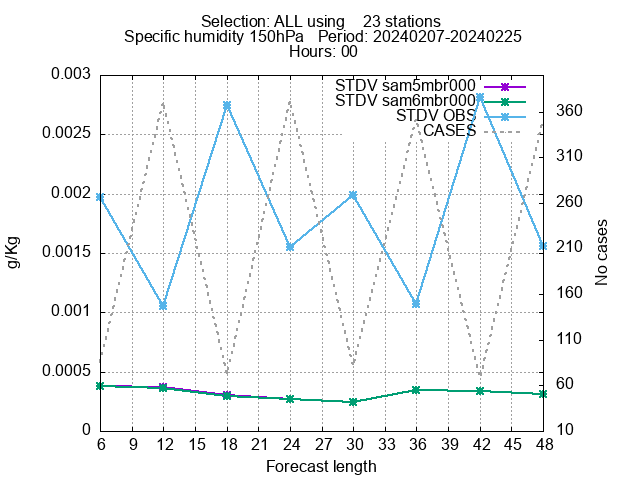 Selection: ALL using    23 stations
Specific humidity 150hPa   Period: 20240207-20240225
Hours: 00
STDV sam5mbr000
STDV sam6mbr000
STDV OBS
CASES
0.003
0.0025
0.002
0.0015
0.001
0.0005
0
g/Kg
360
310
260
210
160
110
60
10
No cases
6 9 12 15 18 21 24 27 30 33 36 39 42 45 48
Forecast length